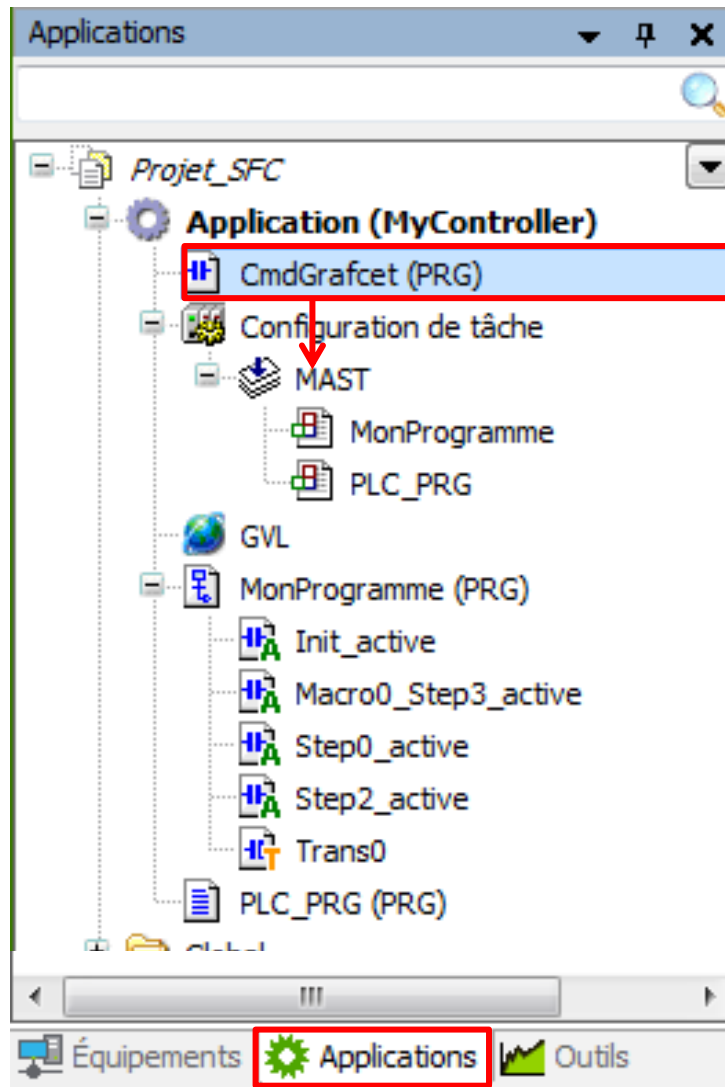 Applications
Projet_SFC
Application (MyController)
CmdGrafcet (PRG)
Configuration de tâche
MAST
MonProgramme
PLC_PRG
GVL
MonProgramme (PRG)
Init_active
Macro0_Step3_active
Step0_active
Step2_active
Trans0
PLC_PRG (PRG)
Global
Équipements Applications Outils